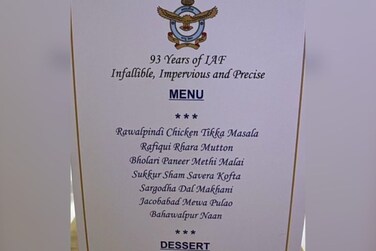 93 Years of IAF
Infallible, Impervious and Precise
MENU
***
Rawalpindi Chicken Tikka Masala
Rafiqui Rhara Mutton
Bholari Paneer Methi Malai
Sukkur Sham Savera Kofta
Sargodha Dal Makhani
Jacobabad Mewa Pulao
Bahawalpur Naan
***
DESSERT